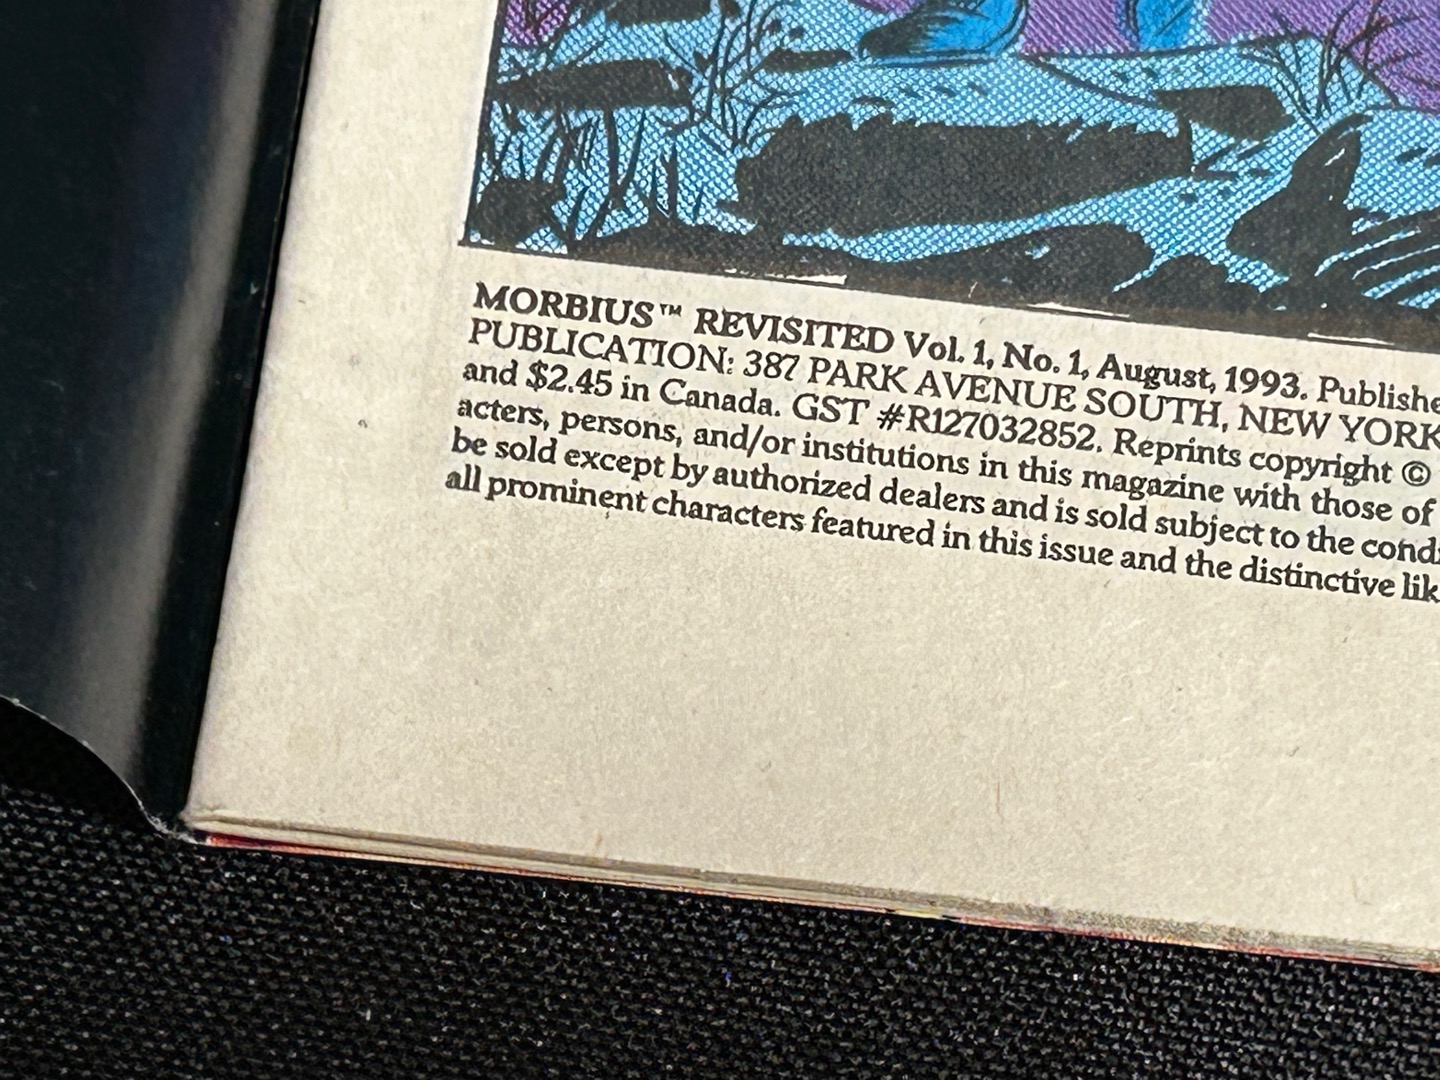 MORBIUS™ REVISITED Vol. 1, No. 1, August, 1993.
PUBLICATION: 387 PARK AVENUE SOUTH, NEW YORK
and $2.45 in Canada. GST #R127032852. Reprints copyright ©
acters, persons, and/or institutions in this magazine with those of
be sold except by authorized dealers and is sold subject to the
all prominent characters featured in this issue and the distinctive